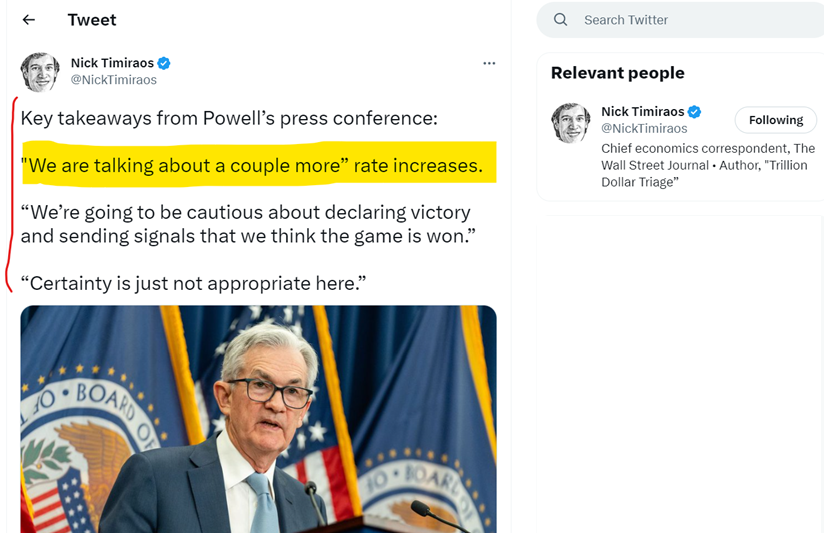 Tweet
Search Twitter
Nick Timiraos
@NickTimiraos
Key takeaways from Powell’s press conference:
"We are talking about a couple more” rate increases.
“We’re going to be cautious about declaring victory
and sending signals that we think the game is won.”
“Certainty is just not appropriate here.”
BOARD OF
Relevant people
Nick Timiraos
@NickTimiraos
Following
Chief economics correspondent, The
Wall Street Journal • Author, "Trillion
Dollar Triage”